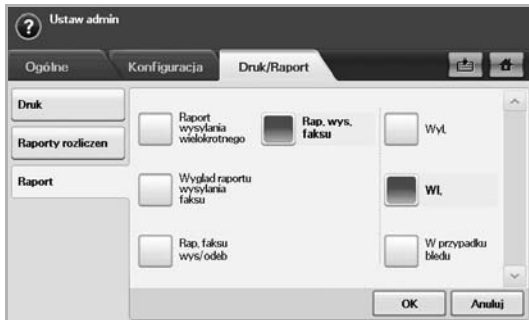 ?
Ustaw admin
Ogólne
Konfiguracja
Druk/Raport
Druk
Raporty rozliczen
Raport
Raport
wysylania
wielokrotnego
Rap, wys,
faksu
Wyl,
Wyglad raportu
wysylania
faksu
Wl,
Rap, faksu
wys/odeb
W przypadku
bledu
OK
Anuluj